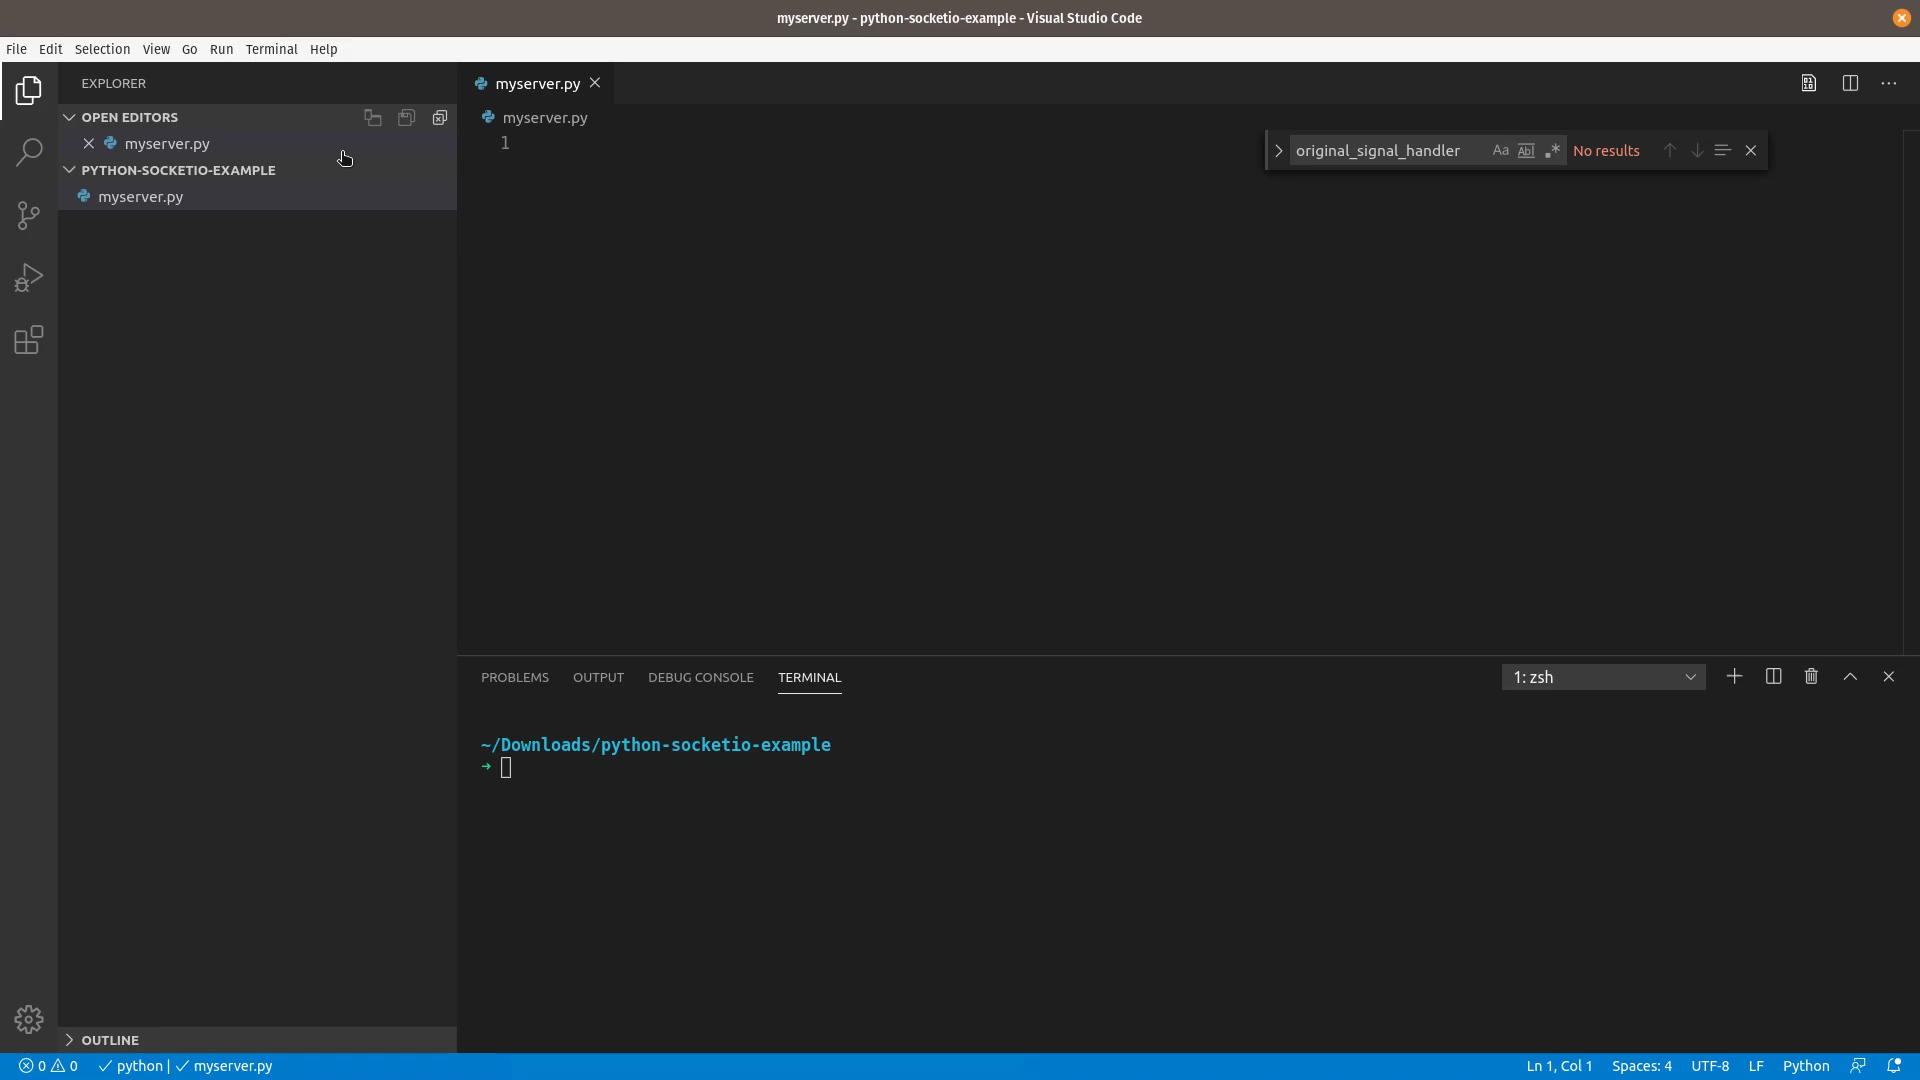 myserver.py - python-socketio-example - Visual Studio Code
File Edit Selection View Go Run Terminal Help
EXPLORER
OPEN EDITORS
myserver.py
PYTHON-SOCKETIO-EXAMPLE
myserver.py
myserver.py
myserver.py
1
original_signal_handler Aa Abl .* No results
PROBLEMS OUTPUT DEBUG CONSOLE TERMINAL
1: zsh
~/Downloads/python-socketio-example
➜
OUTLINE
0 0 python | myserver.py
Ln 1, Col 1 Spaces: 4 UTF-8 LF Python